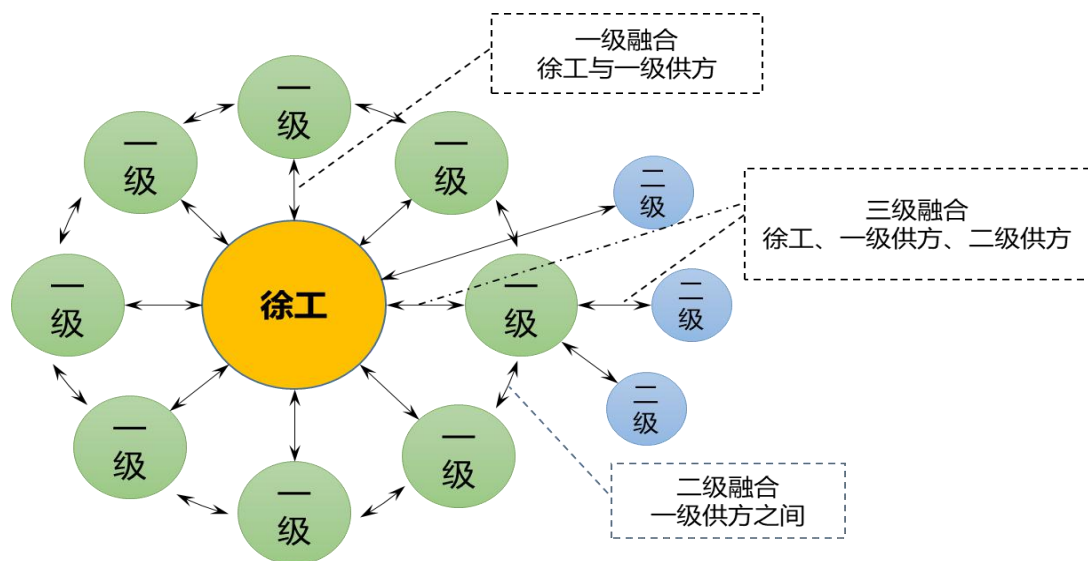 一级融合
徐工与一级供方
一
级
一
级
一
级
二
级
三级融合
徐工、一级供方、二级供方
一
级
徐工
一
级
二
级
二
级
一
级
一
级
一
级
二级融合
一级供方之间